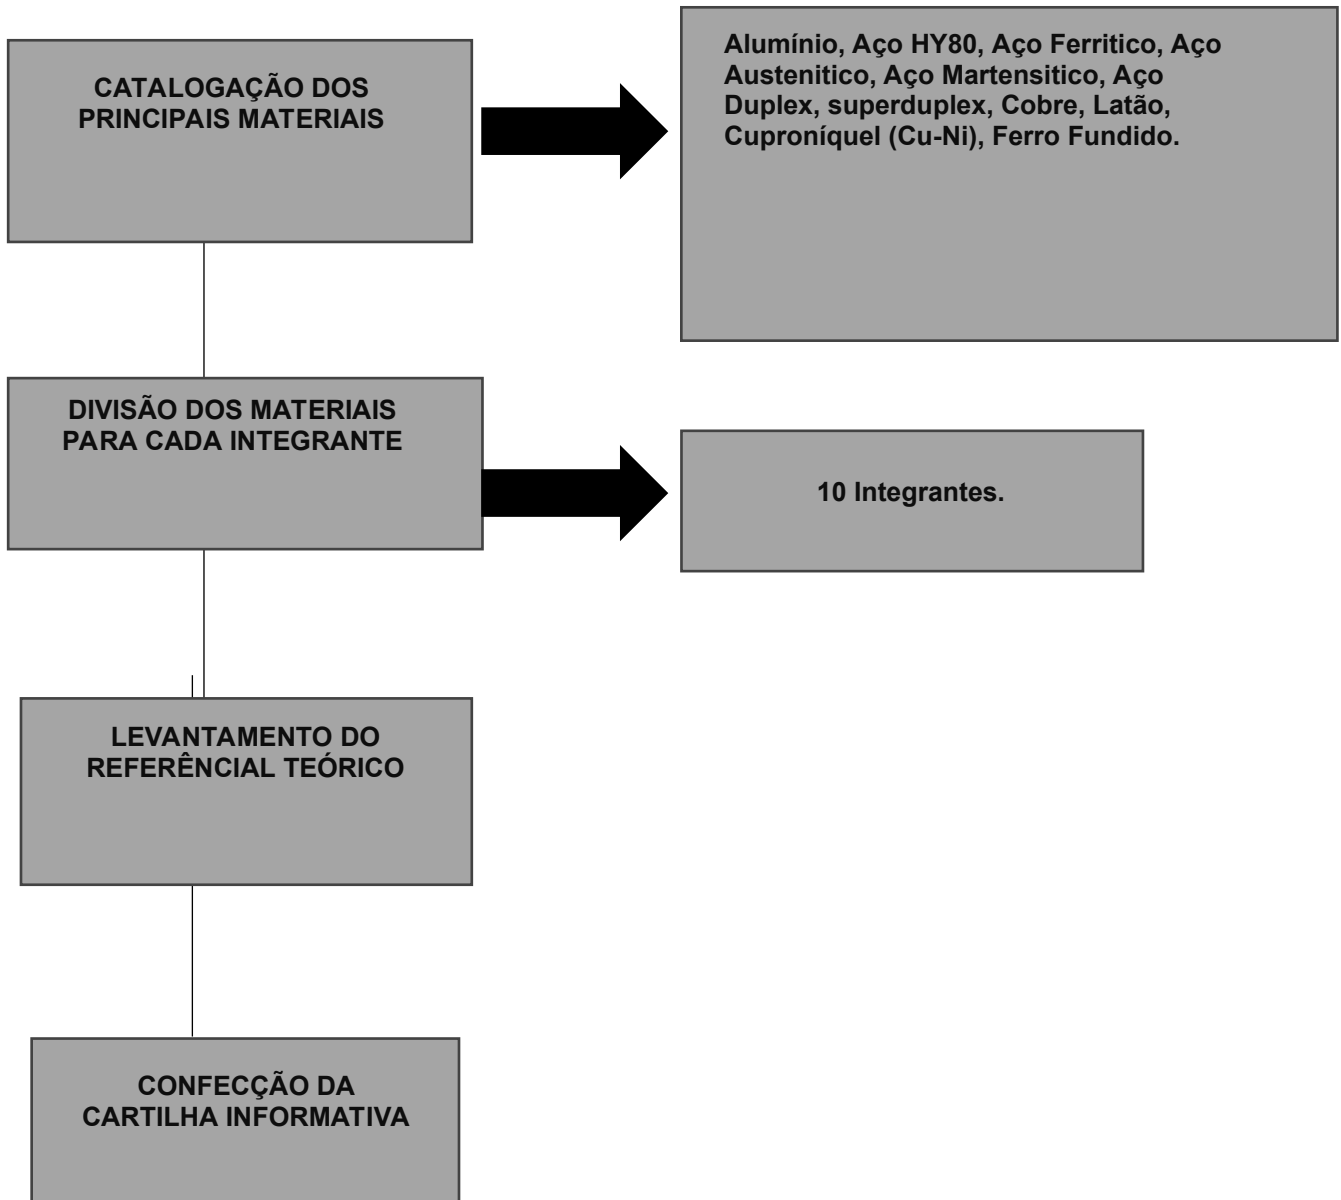 CATALOGAÇÃO DOS
PRINCIPAIS MATERIAIS
Alumínio, Aço HY80, Aço Ferritico, Aço
Austenitico, Aço Martensitico, Aço
Duplex, superduplex, Cobre, Latão,
Cuproníquel (Cu-Ni), Ferro Fundido.
DIVISÃO DOS MATERIAIS
PARA CADA INTEGRANTE
10 Integrantes.
LEVANTAMENTO DO
REFERÊNCIAL TEÓRICO
CONFECÇÃO DA
CARTILHA INFORMATIVA